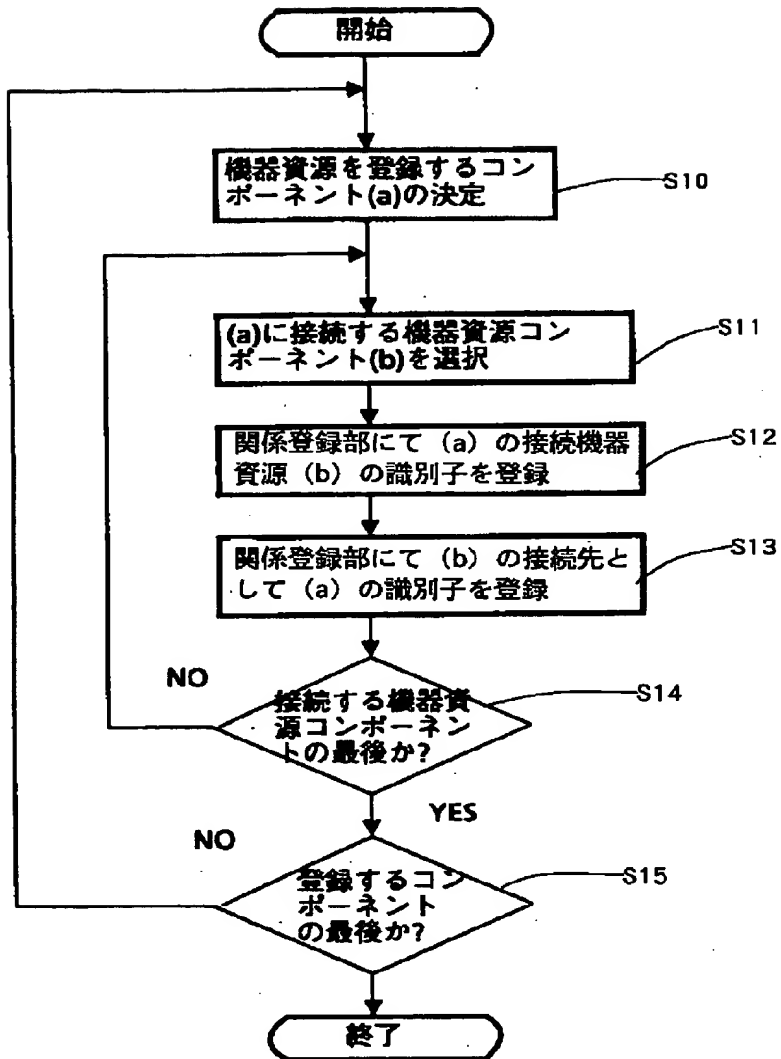 開始
機器資源を登録するコン
ポーネント(a)の決定
S10
(a)に接続する機器資源コン
ポーネント(b)を選択
S11
関係登録部にて（a）の接続機器
資源（b）の識別子を登録
S12
関係登録部にて（b）の接続先と
して（a）の識別子を登録
S13
NO
接続する機器資
源コンポーネン
トの最後か?
S14
YES
NO
登録するコン
ポーネント
の最後か?
S15
終了